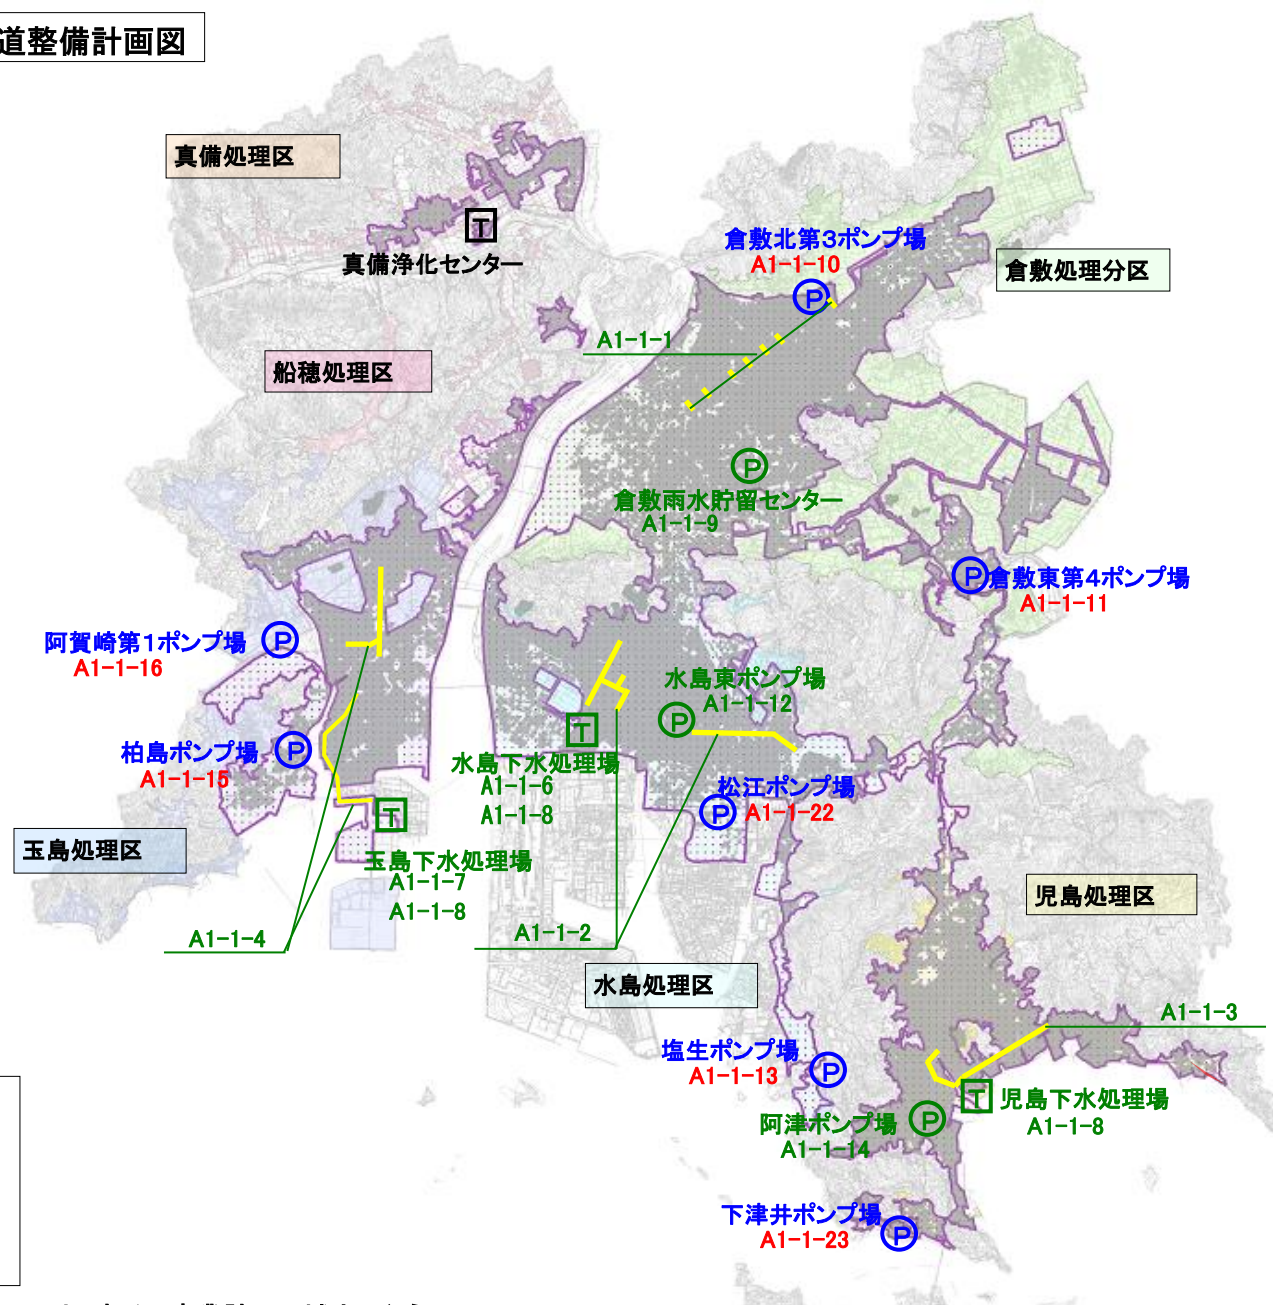 道整備計画図
真備処理区
T
真備浄化センター
倉敷北第3ポンプ場
A1-1-10
P
倉敷処理分区
A1-1-1
船穂処理区
P
倉敷雨水貯留センター
A1-1-9
P
倉敷東第4ポンプ場
A1-1-11
阿賀崎第1ポンプ場
P
A1-1-16
水島東ポンプ場
A1-1-12
P
柏島ポンプ場
P
A1-1-15
T
水島下水処理場
A1-1-6
A1-1-8
松江ポンプ場
P
A1-1-22
T
玉島処理区
玉島下水処理場
A1-1-7
A1-1-8
児島処理区
A1-1-4
A1-1-2
水島処理区
A1-1-3
塩生ポンプ場
A1-1-13
P
T
児島下水処理場
A1-1-8
阿津ポンプ場
P
A1-1-14
下津井ポンプ場
A1-1-23
P